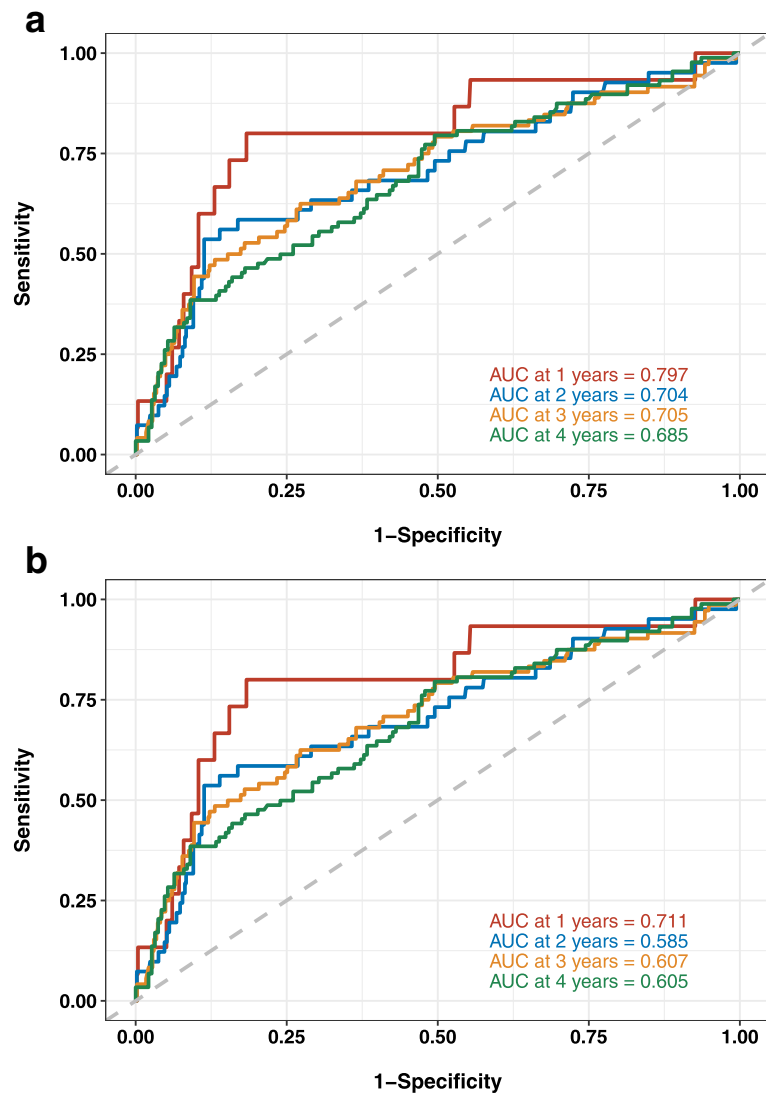 a
1.00
0.75
0.50
0.25
0.00
Sensitivity
AUC at 1 years = 0.797
AUC at 2 years = 0.704
AUC at 3 years = 0.705
AUC at 4 years = 0.685
0.00 0.25 0.50 0.75 1.00
1−Specificity
b
1.00
0.75
0.50
0.25
0.00
Sensitivity
AUC at 1 years = 0.711
AUC at 2 years = 0.585
AUC at 3 years = 0.607
AUC at 4 years = 0.605
0.00 0.25 0.50 0.75 1.00
1−Specificity